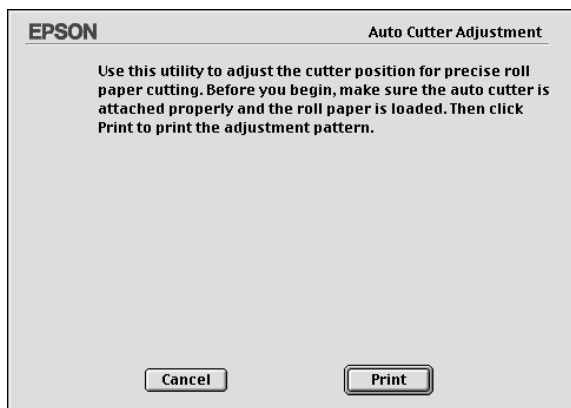 EPSON Auto Cutter Adjustment
Use this utility to adjust the cutter position for precise roll
paper cutting. Before you begin, make sure the auto cutter is
attached properly and the roll paper is loaded. Then click
Print to print the adjustment pattern.
Cancel Print